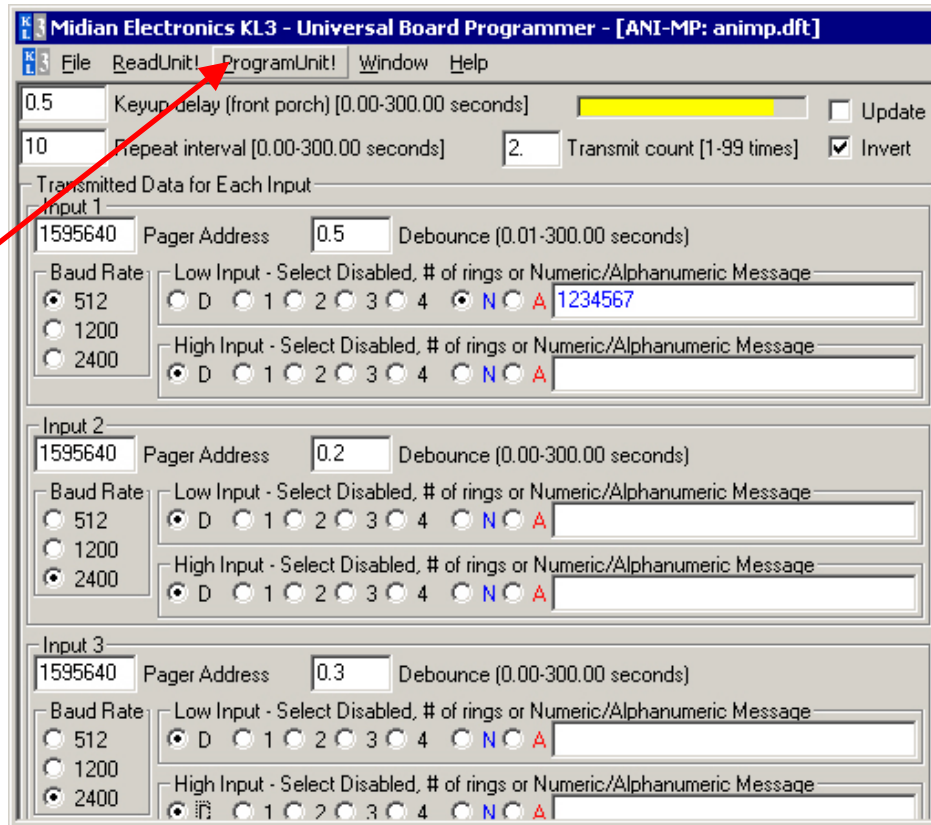 Midian Electronics KL3 - Universal Board Programmer - [ANI-MP: animp.dft]
File ReadUnit! ProgramUnit! Window Help
0.5 Keyup delay (front porch) [0.00-300.00 seconds] Update
10 Repeat interval [0.00-300.00 seconds] 2. Transmit count [1-99 times] Invert
Transmitted Data for Each Input
Input 1
1595640 Pager Address 0.5 Debounce (0.01-300.00 seconds)
Baud Rate Low Input - Select Disabled, # of rings or Numeric/Alphanumeric Message
512 D 1 2 3 4 N A 1234567
1200
High Input - Select Disabled, # of rings or Numeric/Alphanumeric Message
2400 D 1 2 3 4 N A
Input 2
1595640 Pager Address 0.2 Debounce (0.00-300.00 seconds)
Baud Rate Low Input - Select Disabled, # of rings or Numeric/Alphanumeric Message
512 D 1 2 3 4 N A
1200
High Input - Select Disabled, # of rings or Numeric/Alphanumeric Message
2400 D 1 2 3 4 N A
Input 3
1595640 Pager Address 0.3 Debounce (0.00-300.00 seconds)
Baud Rate Low Input - Select Disabled, # of rings or Numeric/Alphanumeric Message
512 D 1 2 3 4 N A
1200
High Input - Select Disabled, # of rings or Numeric/Alphanumeric Message
2400 D 1 2 3 4 N A